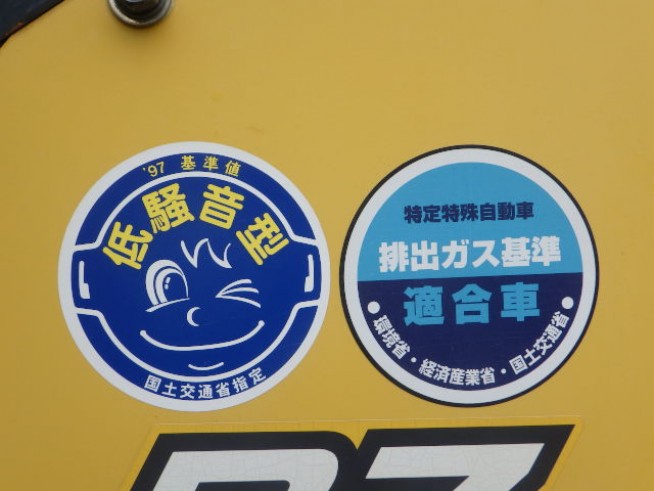 '97 基準値
低騒音型
国土交通省指定
特定特殊自動車
排出ガス基準
適合車
・環境省・経済産業省・国土交通省・